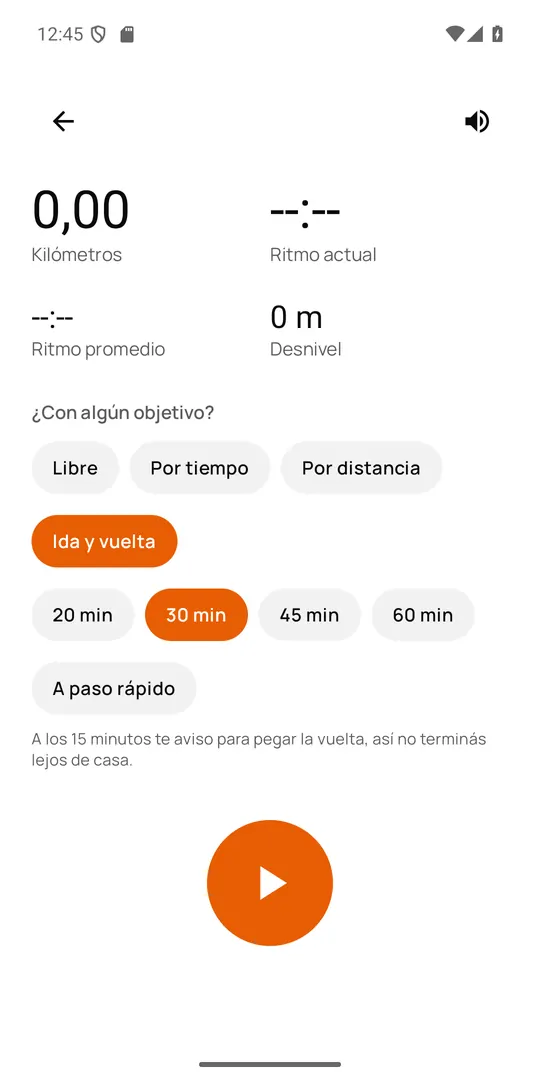 12:45
0,00
--:--
Kilómetros
Ritmo actual
--:--
0 m
Ritmo promedio
Desnivel
¿Con algún objetivo?
Libre
Por tiempo
Por distancia
Ida y vuelta
20 min
30 min
45 min
60 min
A paso rápido
A los 15 minutos te aviso para pegar la vuelta, así no terminás
lejos de casa.